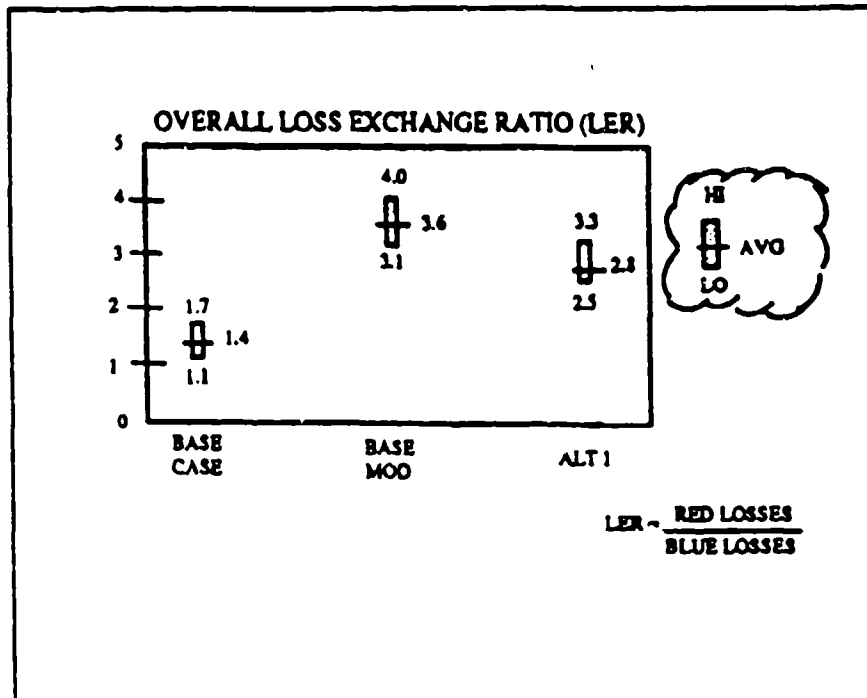 OVERALL LOSS EXCHANGE RATIO (LER)
5
4
3
2
1
0
1.7
1.4
1.1
4.0
3.6
3.1
3.3
2.8
2.5
HI
AVG
LO
BASE
CASE
BASE
MOD
ALT 1
LER = RED LOSSES
BLUE LOSSES